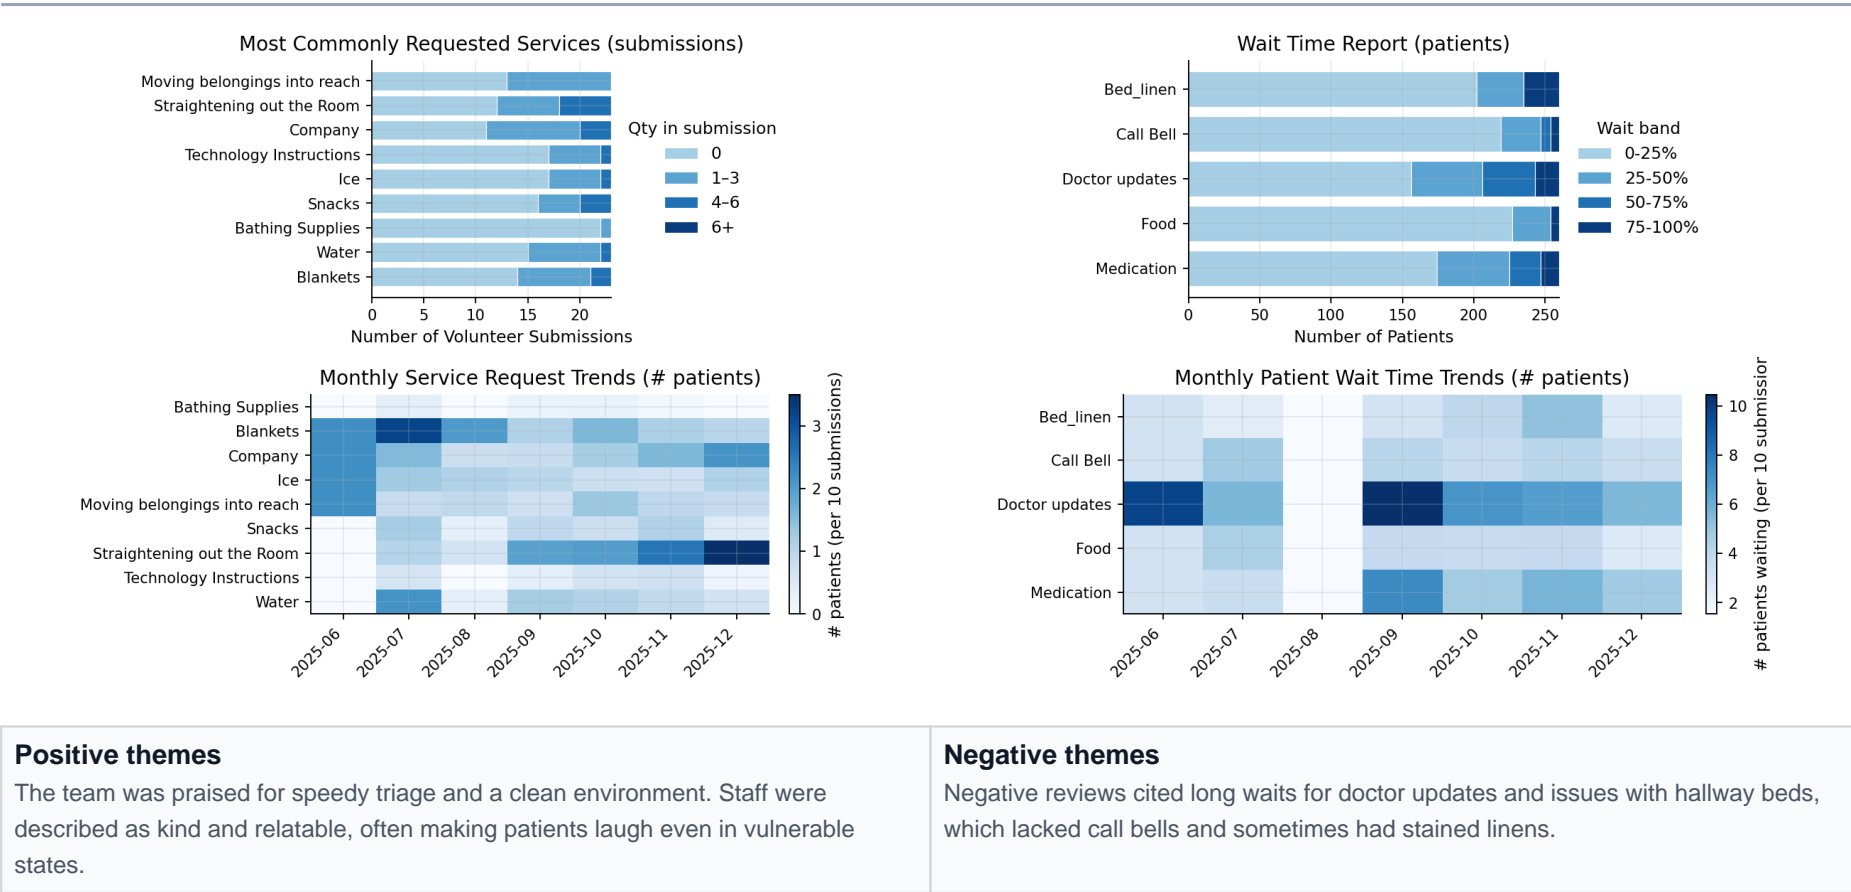 Most Commonly Requested Services (submissions)
Moving belongings into reach
Straightening out the Room
Company
Technology Instructions
Ice
Snacks
Bathing Supplies
Water
Blankets
0 5 10 15 20
Number of Volunteer Submissions
Qty in submission
0
1–3
4–6
6+
Wait Time Report (patients)
Bed_linen
Call Bell
Doctor updates
Food
Medication
0 50 100 150 200 250
Number of Patients
Wait band
0-25%
25-50%
50-75%
75-100%
Monthly Service Request Trends (# patients)
Bathing Supplies
Blankets
Company
Ice
Moving belongings into reach
Snacks
Straightening out the Room
Technology Instructions
Water
2025-06 2025-07 2025-08 2025-09 2025-10 2025-11 2025-12
3
2
1
0
# patients (per 10 submissions)
Monthly Patient Wait Time Trends (# patients)
Bed_linen
Call Bell
Doctor updates
Food
Medication
2025-06 2025-07 2025-08 2025-09 2025-10 2025-11 2025-12
10
8
6
4
2
# patients waiting (per 10 submission
Positive themes
The team was praised for speedy triage and a clean environment. Staff were
described as kind and relatable, often making patients laugh even in vulnerable
states.
Negative themes
Negative reviews cited long waits for doctor updates and issues with hallway beds,
which lacked call bells and sometimes had stained linens.